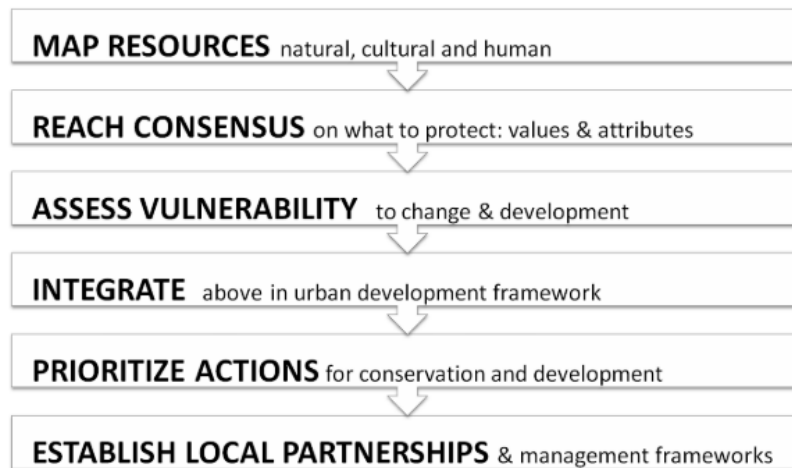 MAP RESOURCES natural, cultural and human
REACH CONSENSUS on what to protect: values & attributes
ASSESS VULNERABILITY to change & development
INTEGRATE above in urban development framework
PRIORITIZE ACTIONS for conservation and development
ESTABLISH LOCAL PARTNERSHIPS & management frameworks